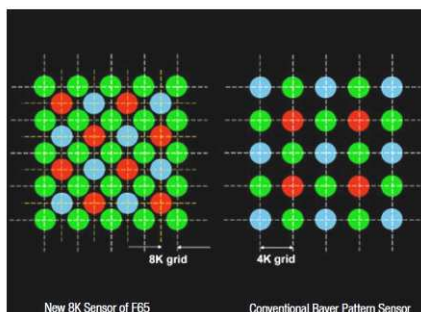 8K grid
4K grid
New 8K Sensor of F65
Conventional Bayer Pattern Sensor